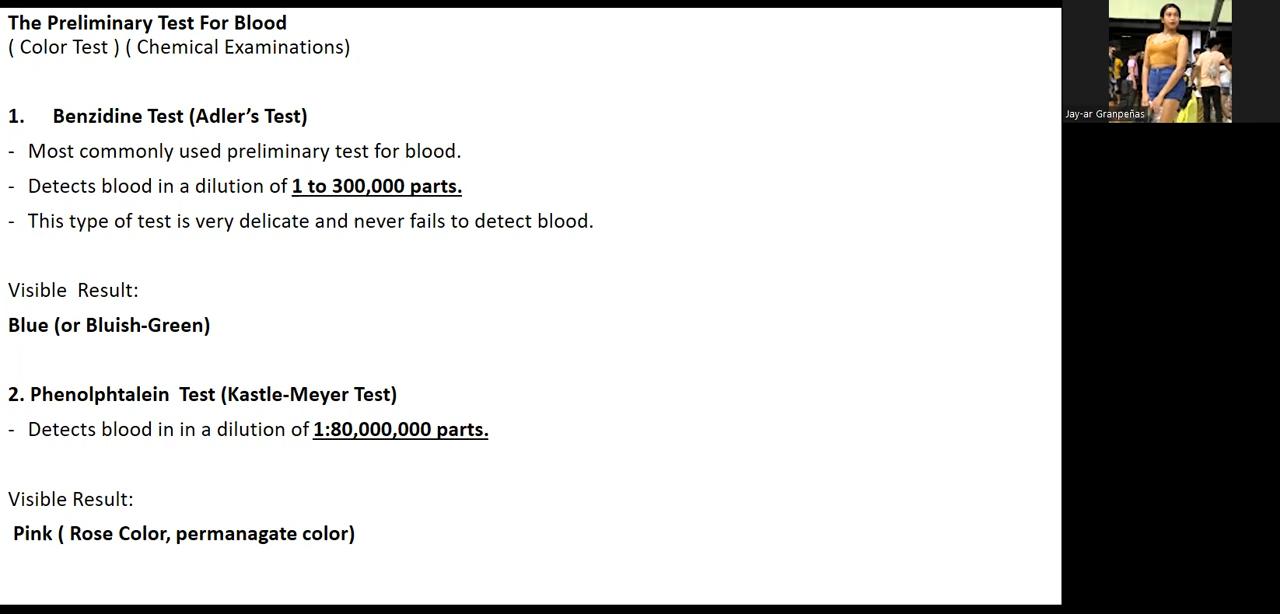 The Preliminary Test For Blood
( Color Test ) ( Chemical Examinations)
1. Benzidine Test (Adler’s Test)
- Most commonly used preliminary test for blood.
- Detects blood in a dilution of 1 to 300,000 parts.
- This type of test is very delicate and never fails to detect blood.
Visible Result:
Blue (or Bluish-Green)
2. Phenolphtalein Test (Kastle-Meyer Test)
- Detects blood in in a dilution of 1:80,000,000 parts.
Visible Result:
Pink ( Rose Color, permanagate color)
Jay-ar Granpeñas